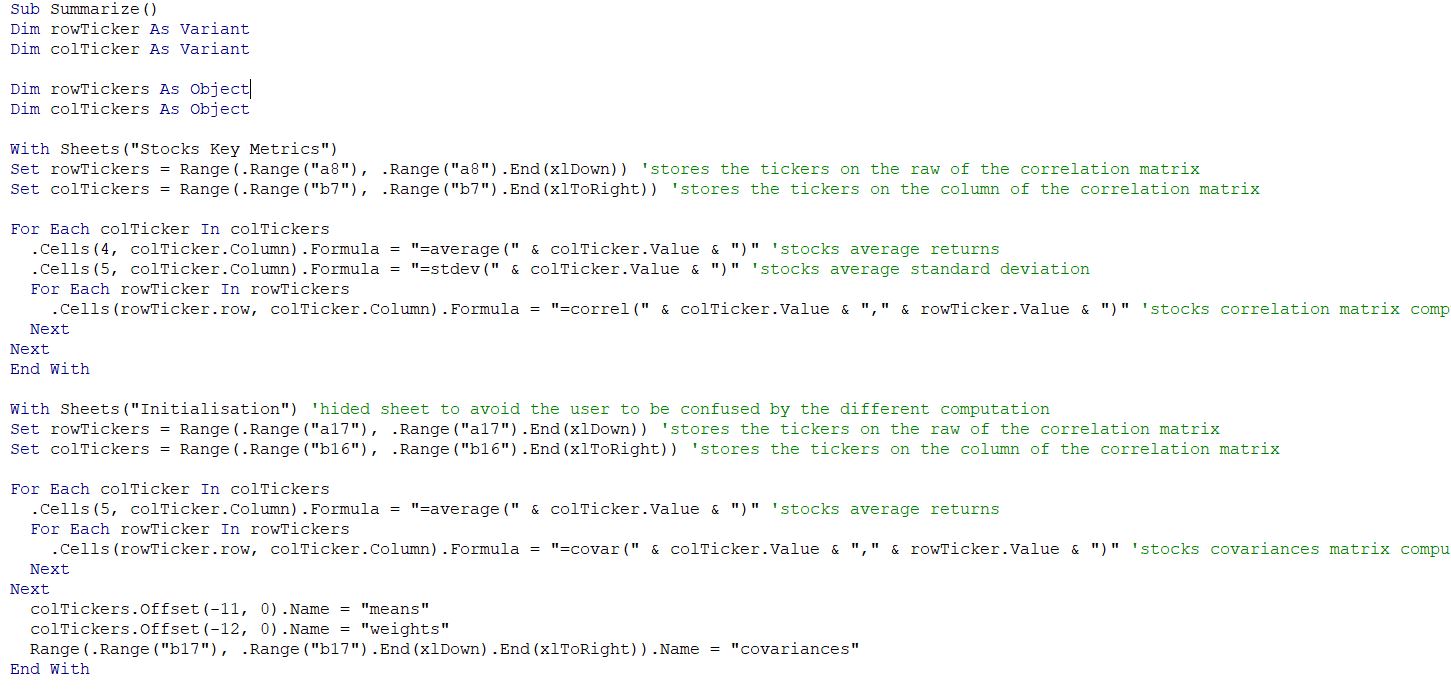 Sub Summarize()
Dim rowTicker As Variant
Dim colTicker As Variant

Dim rowTickers As Object
Dim colTickers As Object

With Sheets("Stocks Key Metrics")
Set rowTickers = Range(.Range("a8"), .Range("a8").End(xlDown)) 'stores the tickers on the raw of the correlation matrix
Set colTickers = Range(.Range("b7"), .Range("b7").End(xlToRight)) 'stores the tickers on the column of the correlation matrix

For Each colTicker In colTickers
  .Cells(4, colTicker.Column).Formula = "=average(" & colTicker.Value & ")" 'stocks average returns
  .Cells(5, colTicker.Column).Formula = "=stdev(" & colTicker.Value & ")" 'stocks average standard deviation
  For Each rowTicker In rowTickers
    .Cells(rowTicker.row, colTicker.Column).Formula = "=correl(" & colTicker.Value & "," & rowTicker.Value & ")" 'stocks correlation matrix comp
  Next
Next
End With

With Sheets("Initialisation") 'hided sheet to avoid the user to be confused by the different computation
Set rowTickers = Range(.Range("a17"), .Range("a17").End(xlDown)) 'stores the tickers on the raw of the correlation matrix
Set colTickers = Range(.Range("b16"), .Range("b16").End(xlToRight)) 'stores the tickers on the column of the correlation matrix

For Each colTicker In colTickers
  .Cells(5, colTicker.Column).Formula = "=average(" & colTicker.Value & ")" 'stocks average returns
  For Each rowTicker In rowTickers
    .Cells(rowTicker.row, colTicker.Column).Formula = "=covar(" & colTicker.Value & "," & rowTicker.Value & ")" 'stocks covariances matrix compu
  Next
Next
  colTickers.Offset(-11, 0).Name = "means"
  colTickers.Offset(-12, 0).Name = "weights"
  Range(.Range("b17"), .Range("b17").End(xlDown).End(xlToRight)).Name = "covariances"
End With